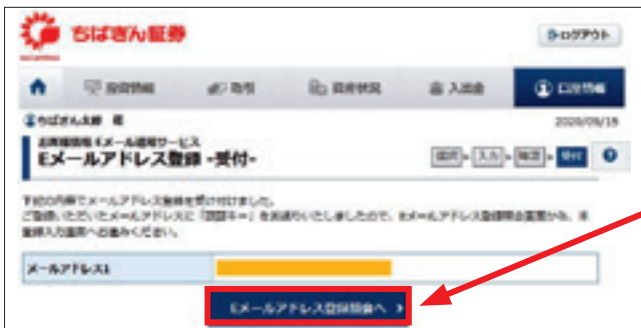 ちばぎん証券
ログアウト
投資情報 取引 資産状況 入出金 口座情報
ちばぎん太郎 様 2020/09/15
お客様情報 Eメール通知サービス
Eメールアドレス登録 -受付-
選択 入力 確認 受付
下記の内容でメールアドレス登録を受け付けました。
ご登録いただいたメールアドレスに「認証キー」をお送りいたしましたので、Eメールアドレス登録照会画面から、本
登録入力画面へお進みください。
メールアドレス1
Eメールアドレス登録照会へ